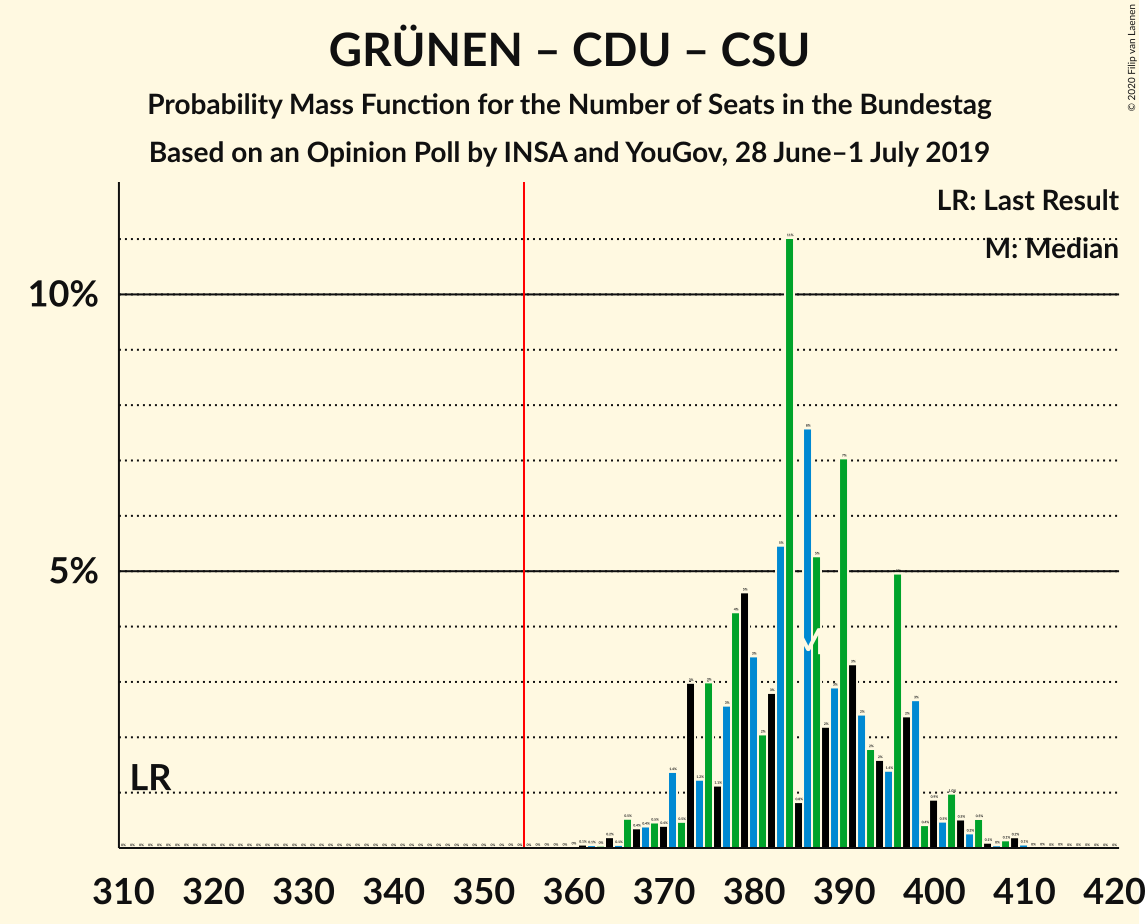 GRÜNEN – CDU – CSU
Probability Mass Function for the Number of Seats in the Bundestag
Based on an Opinion Poll by INSA and YouGov, 28 June–1 July 2019
© 2020 Filip van Laenen
LR: Last Result
M: Median
10%
5%
LR
310 320 330 340 350 360 370 380 390 400 410 420